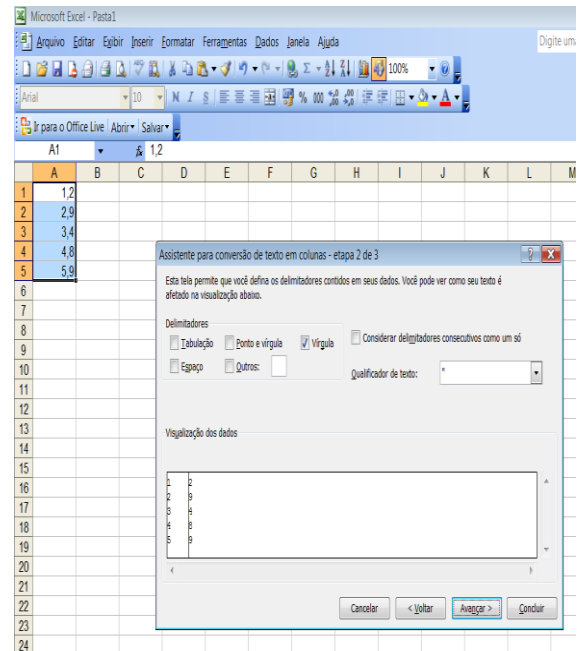 Microsoft Excel - Pasta1
Arquivo Editar Exibir Inserir Formatar Ferramentas Dados Janela Ajuda Digite uma
100%
Arial 10 N I S % 000
Ir para o Office Live Abrir Salvar
A1 fx 1,2
A B C D E F G H I J K L M
1 1,2
2 2,9
3 3,4
4 4,8
5 5,9
6
7
8
9
10
11
12
13
14
15
16
17
18
19
20
21
22
23
24
Assistente para conversão de texto em colunas - etapa 2 de 3
Esta tela permite que você defina os delimitadores contidos em seus dados. Você pode ver como seu texto é
afetado na visualização abaixo.
Delimitadores
Tabulação Ponto e vírgula Vírgula
Espaço Outros:
Considerar delimitadores consecutivos como um só
Qualificador de texto: "
Visualização dos dados
1 2
2 9
3 4
4 8
5 9
Cancelar < Voltar Avançar > Concluir